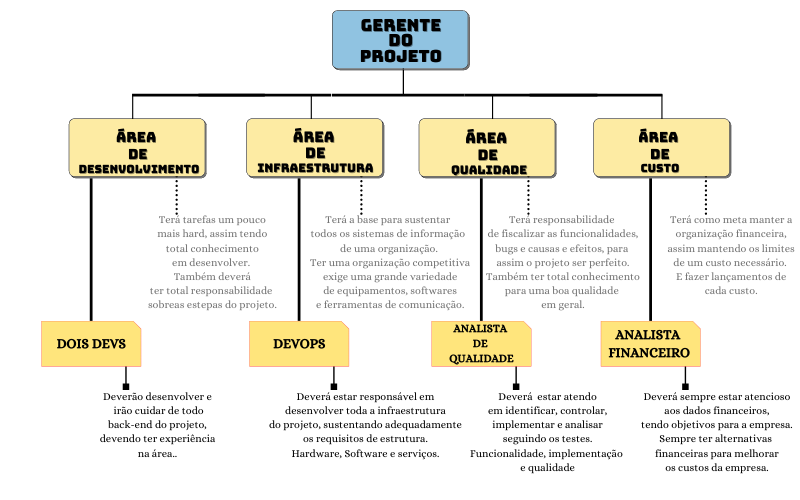 GERENTE
DO
PROJETO
ÁREA
DE
DESENVOLVIMENTO
ÁREA
DE
INFRAESTRUTURA
ÁREA
DE
QUALIDADE
ÁREA
DE
CUSTO
Terá tarefas um pouco
mais hard, assim tendo
total conhecimento
em desenvolver.
Também deverá
ter total responsabilidade
sobreas estepas do projeto.
Terá a base para sustentar
todos os sistemas de informação
de uma organização.
Ter uma organização competitiva
exige uma grande variedade
de equipamentos, softwares
e ferramentas de comunicação.
Terá responsabilidade
de fiscalizar as funcionalidades,
bugs e causas e efeitos, para
assim o projeto ser perfeito.
Também ter total conhecimento
para uma boa qualidade
em geral.
Terá como meta manter a
organização financeira,
assim mantendo os limites
de um custo necessário.
E fazer lançamentos de
cada custo.
DOIS DEVS
DEVOPS
ANALISTA
DE
QUALIDADE
ANALISTA
FINANCEIRO
Deverão desenvolver e
irão cuidar de todo
back-end do projeto,
devendo ter experiência
na área..
Deverá estar responsável em
desenvolver toda a infraestrutura
do projeto, sustentando adequadamente
os requisitos de estrutura.
Hardware, Software e serviços.
Deverá estar atendo
em identificar, controlar,
implementar e analisar
seguindo os testes.
Funcionalidade, implementação
e qualidade
Deverá sempre estar atencioso
aos dados financeiros,
tendo objetivos para a empresa.
Sempre ter alternativas
financeiras para melhorar
os custos da empresa.